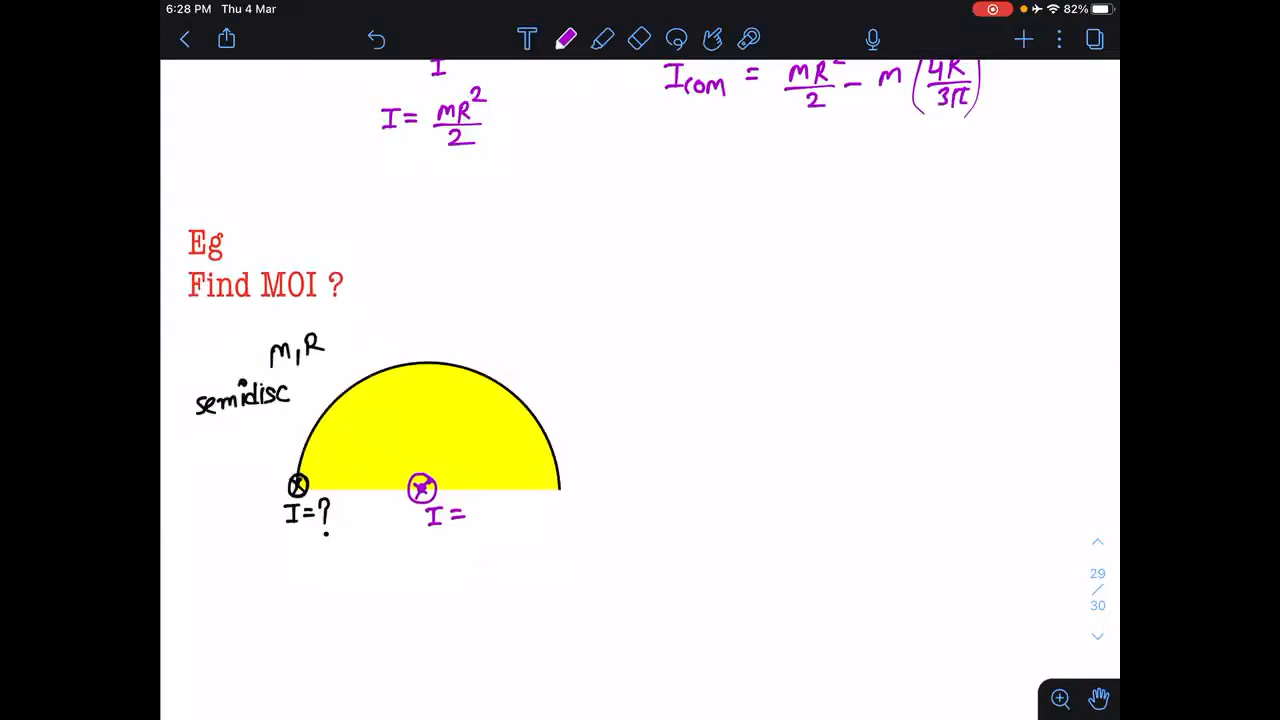 6:28 PM Thu 4 Mar
82%
T
I
I = mR²/2
Icom = mR²/2 - m (4R/3π)
Eg
Find MOI ?
m, R
semidisc
I = ?
I =
29
/
30